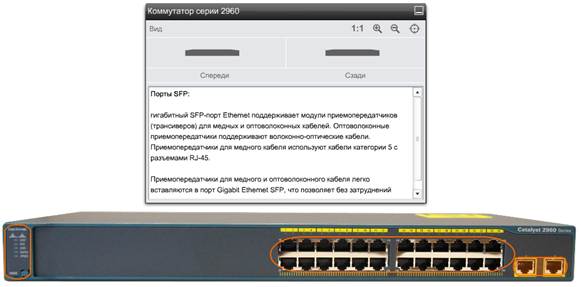 Коммутатор серии 2960
Вид
1:1
Спереди
Сзади
Порты SFP:
гигабитный SFP-порт Ethernet поддерживает модули приемопередатчиков
(трансиверов) для медных и оптоволоконных кабелей. Оптоволоконные
приемопередатчики поддерживают волоконно-оптические кабели.
Приемопередатчики для медного кабеля используют кабели категории 5 с
разъемами RJ-45.
Приемопередатчики для медного и оптоволоконного кабеля легко
вставляются в порт Gigabit Ethernet SFP, что позволяет без затруднений
Catalyst 2960 Series